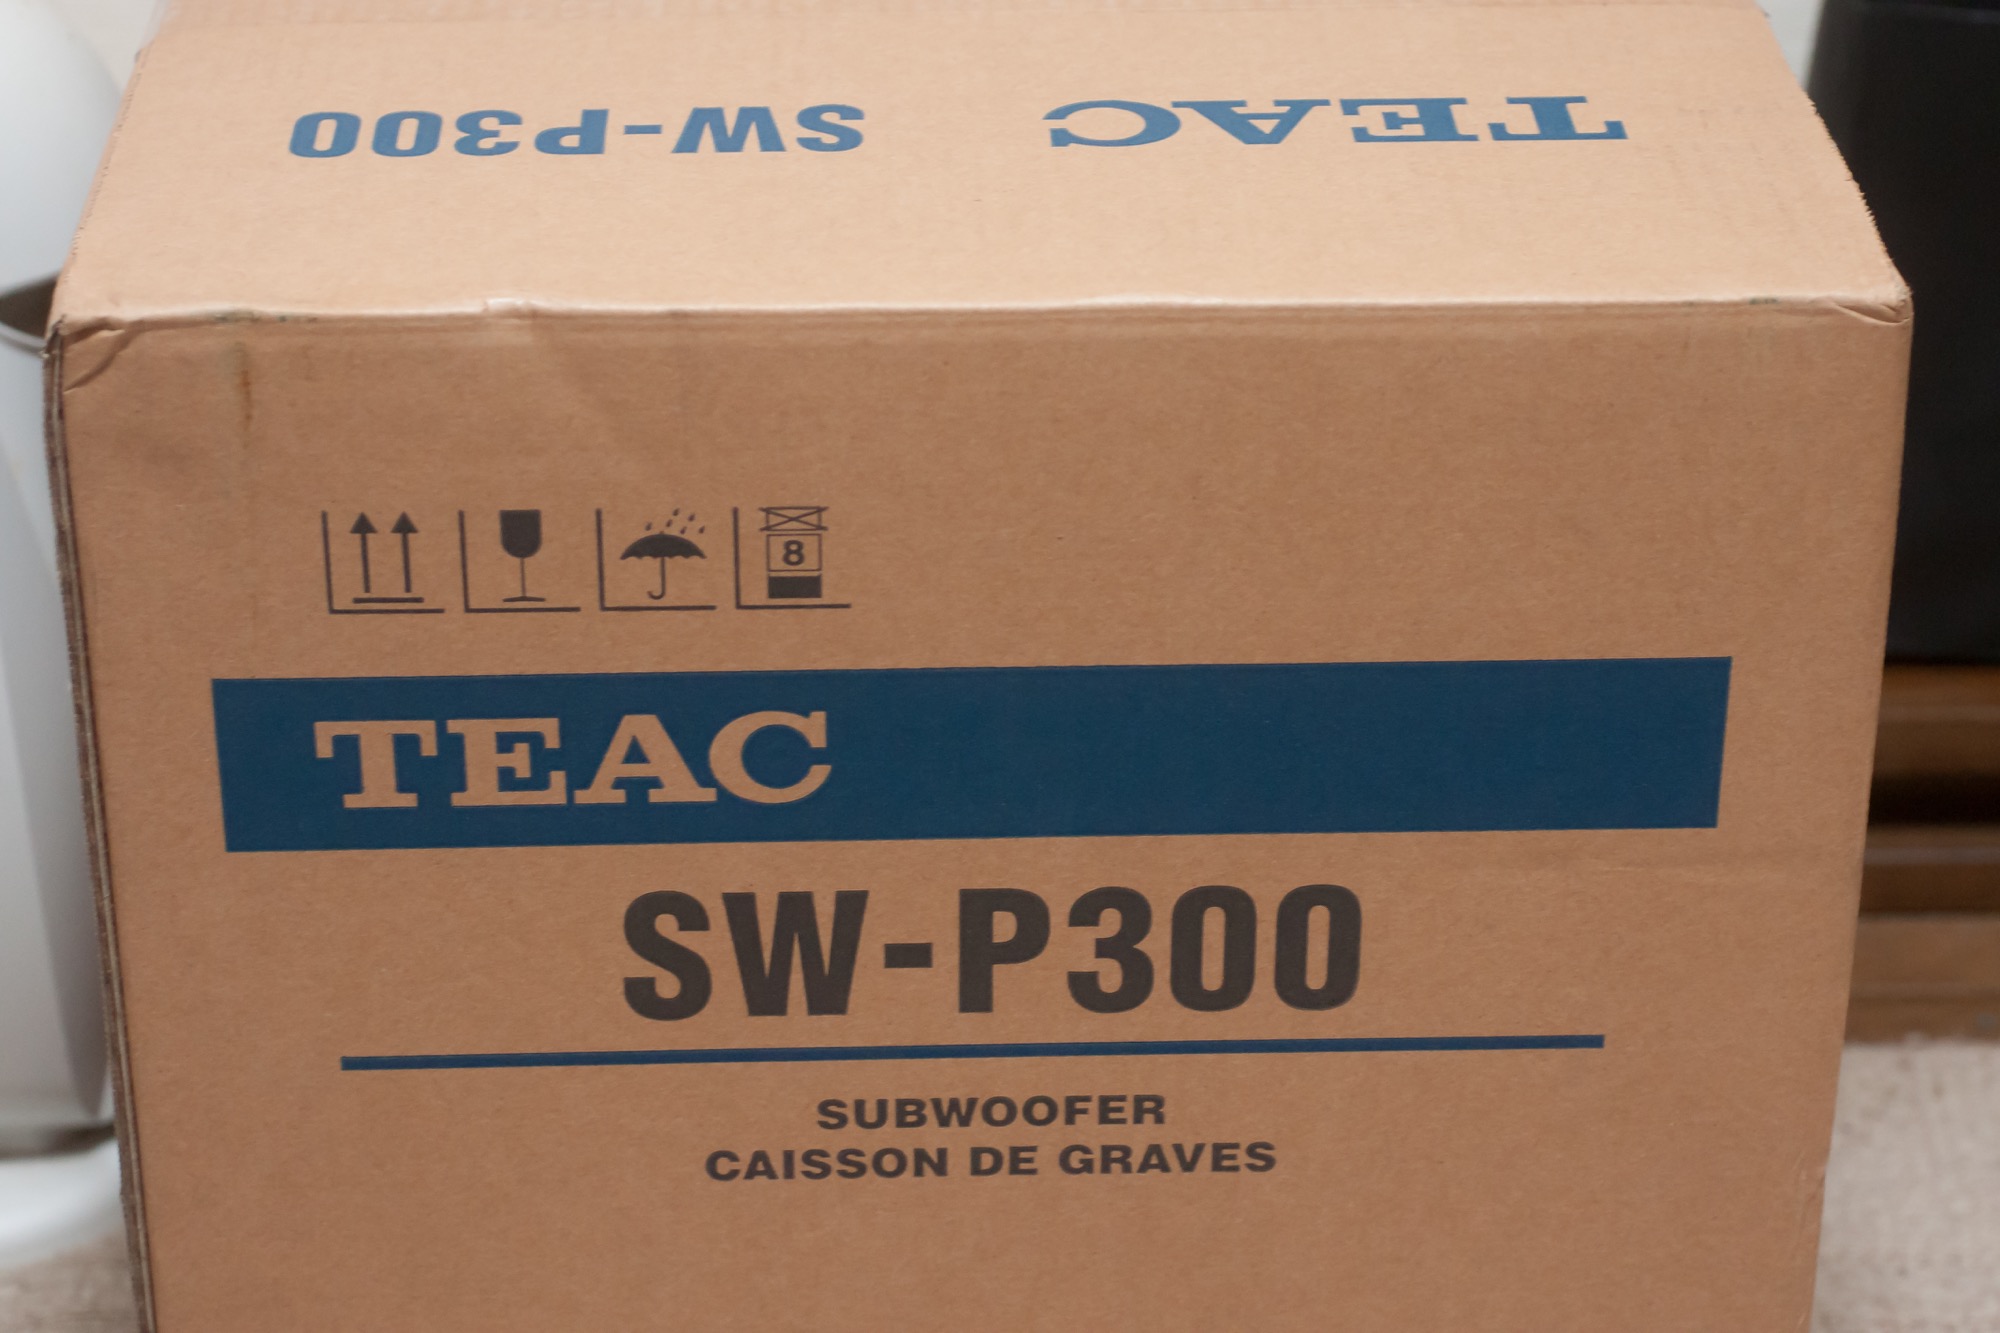 SW-P300 TEAC
8
TEAC
SW-P300
SUBWOOFER
CAISSON DE GRAVES